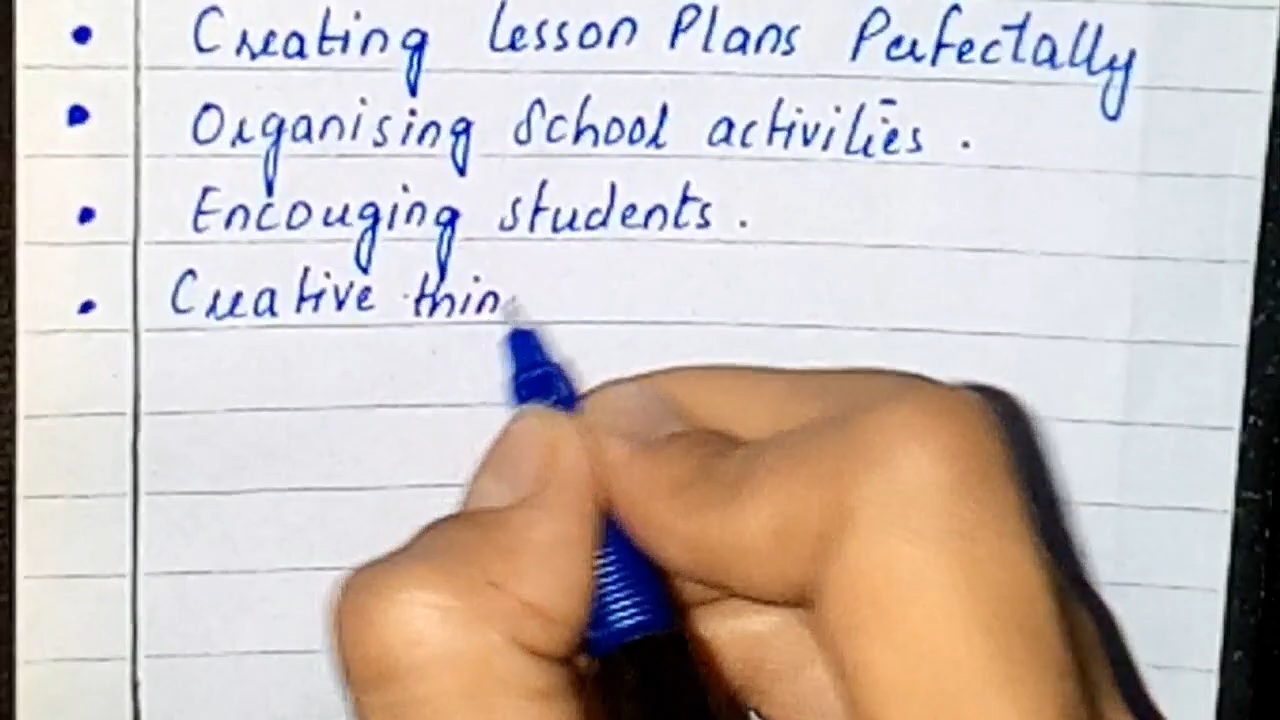 • Creating Lesson Plans Perfectally
• Organising School activities.
• Encouging students.
• Creative thin